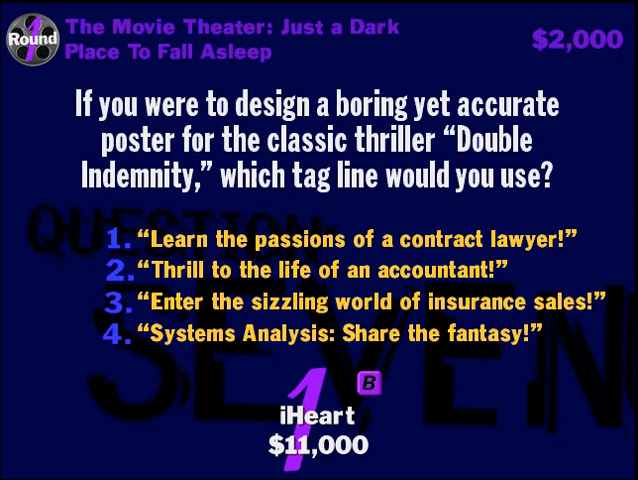 Round 1
The Movie Theater: Just a Dark
Place To Fall Asleep
$2,000
If you were to design a boring yet accurate
poster for the classic thriller “Double
Indemnity,” which tag line would you use?
QUESTION
SEVEN
1. “Learn the passions of a contract lawyer!”
2. “Thrill to the life of an accountant!”
3. “Enter the sizzling world of insurance sales!”
4. “Systems Analysis: Share the fantasy!”
1
B
iHeart
$11,000